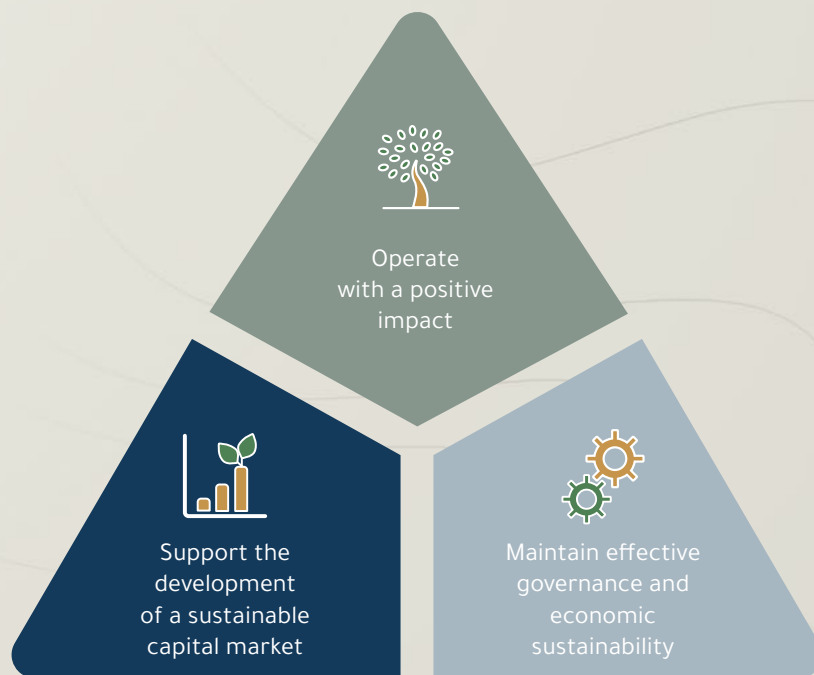 Operate
with a positive
impact
Support the
development
of a sustainable
capital market
Maintain effective
governance and
economic
sustainability